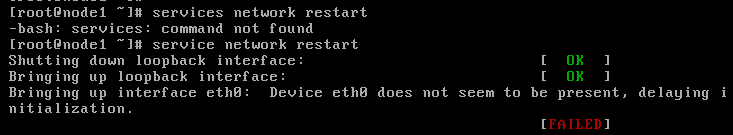 [root@node1 ~]# services network restart
-bash: services: command not found
[root@node1 ~]# service network restart
Shutting down loopback interface: [ OK ]
Bringing up loopback interface: [ OK ]
Bringing up interface eth0: Device eth0 does not seem to be present, delaying i
nitialization.
[FAILED]